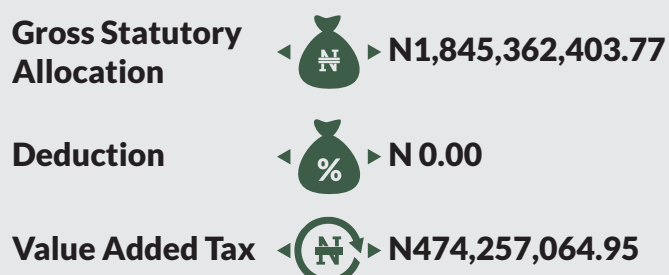 Gross Statutory
Allocation
₦
N1,845,362,403.77
Deduction
%
N 0.00
Value Added Tax
₦
N474,257,064.95